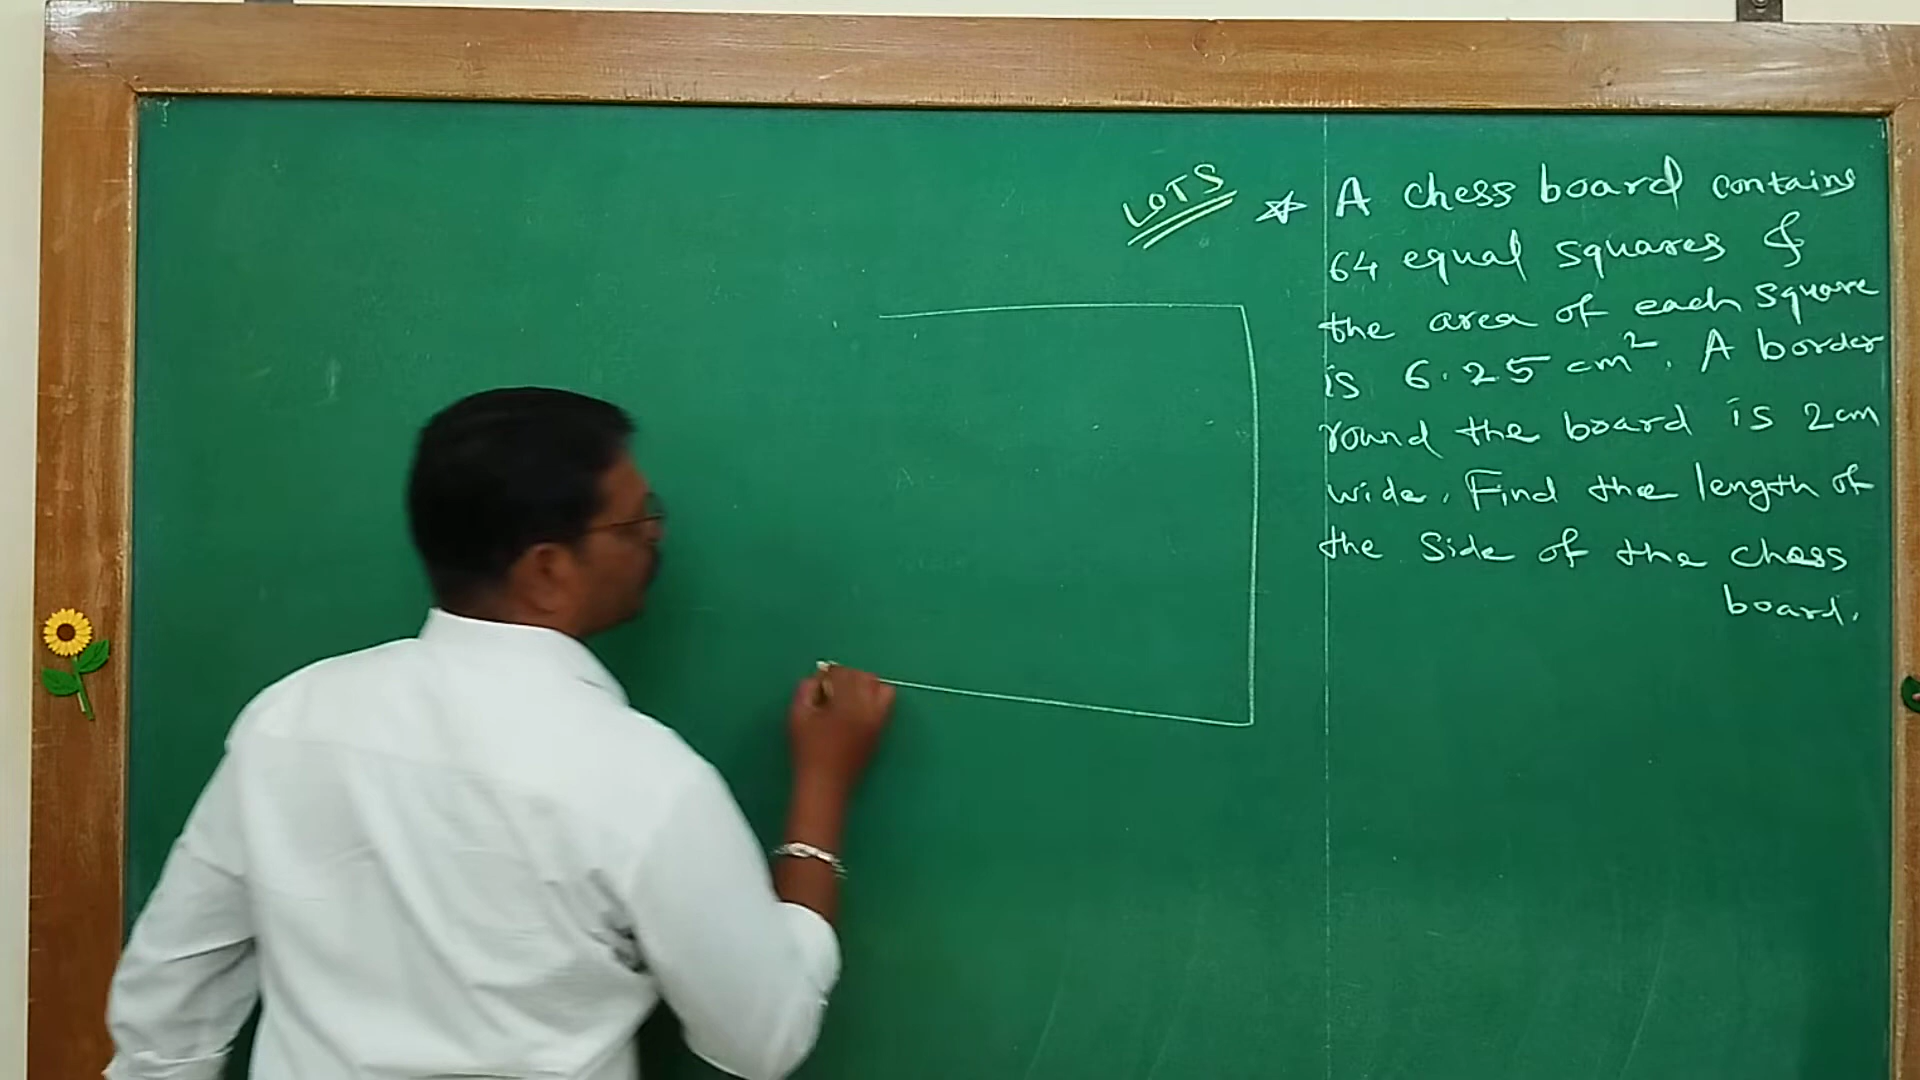 LOTS
A chess board contains
64 equal squares &
the area of each square
is 6.25 cm². A border
round the board is 2cm
wide. Find the length of
the side of the chess
board.